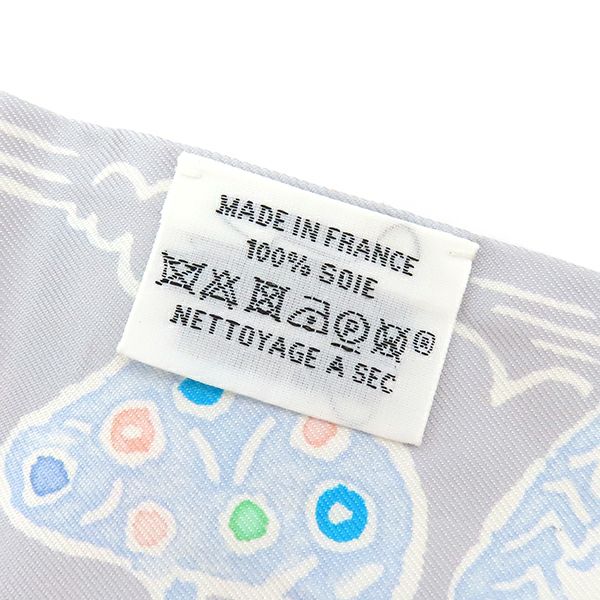 MADE IN FRANCE
100% SOIE
NETTOYAGE À SEC